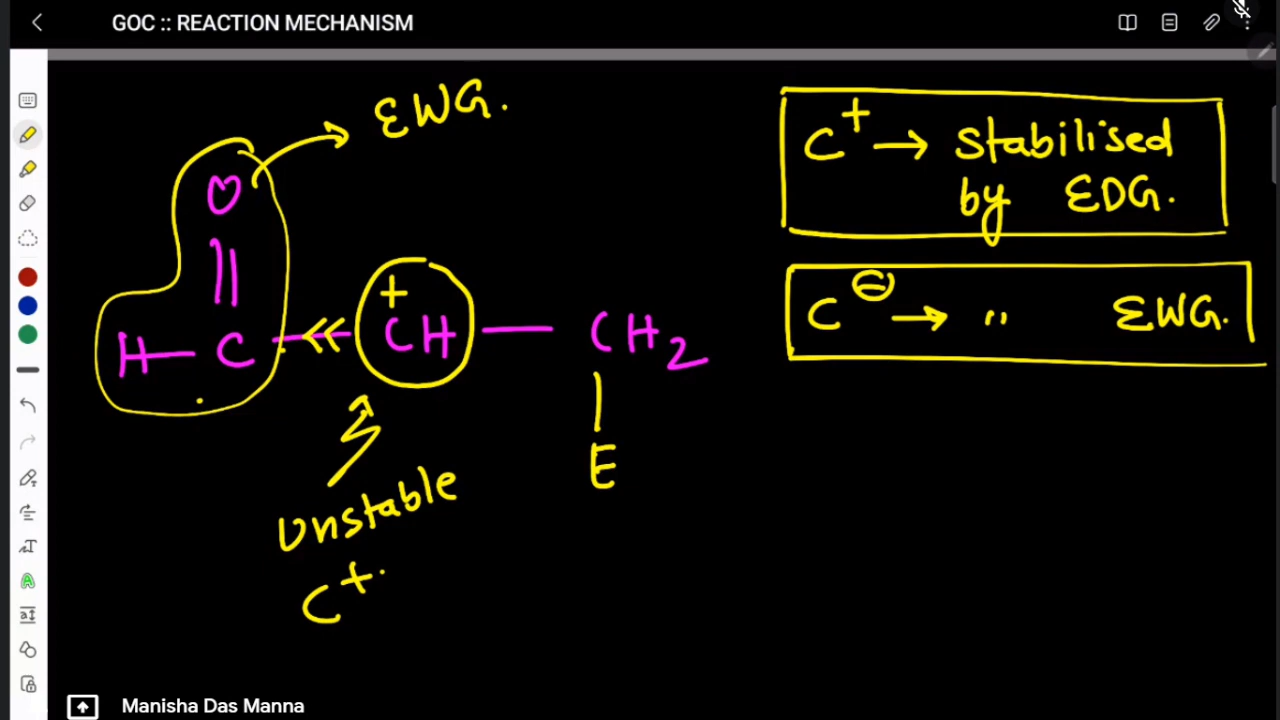 GOC :: REACTION MECHANISM
EWG.
O
||
H — C — CH — CH2
+
|
E
Unstable
C+.
C+ → Stabilised
by EDG.
C⊖ → " EWG.
Manisha Das Manna